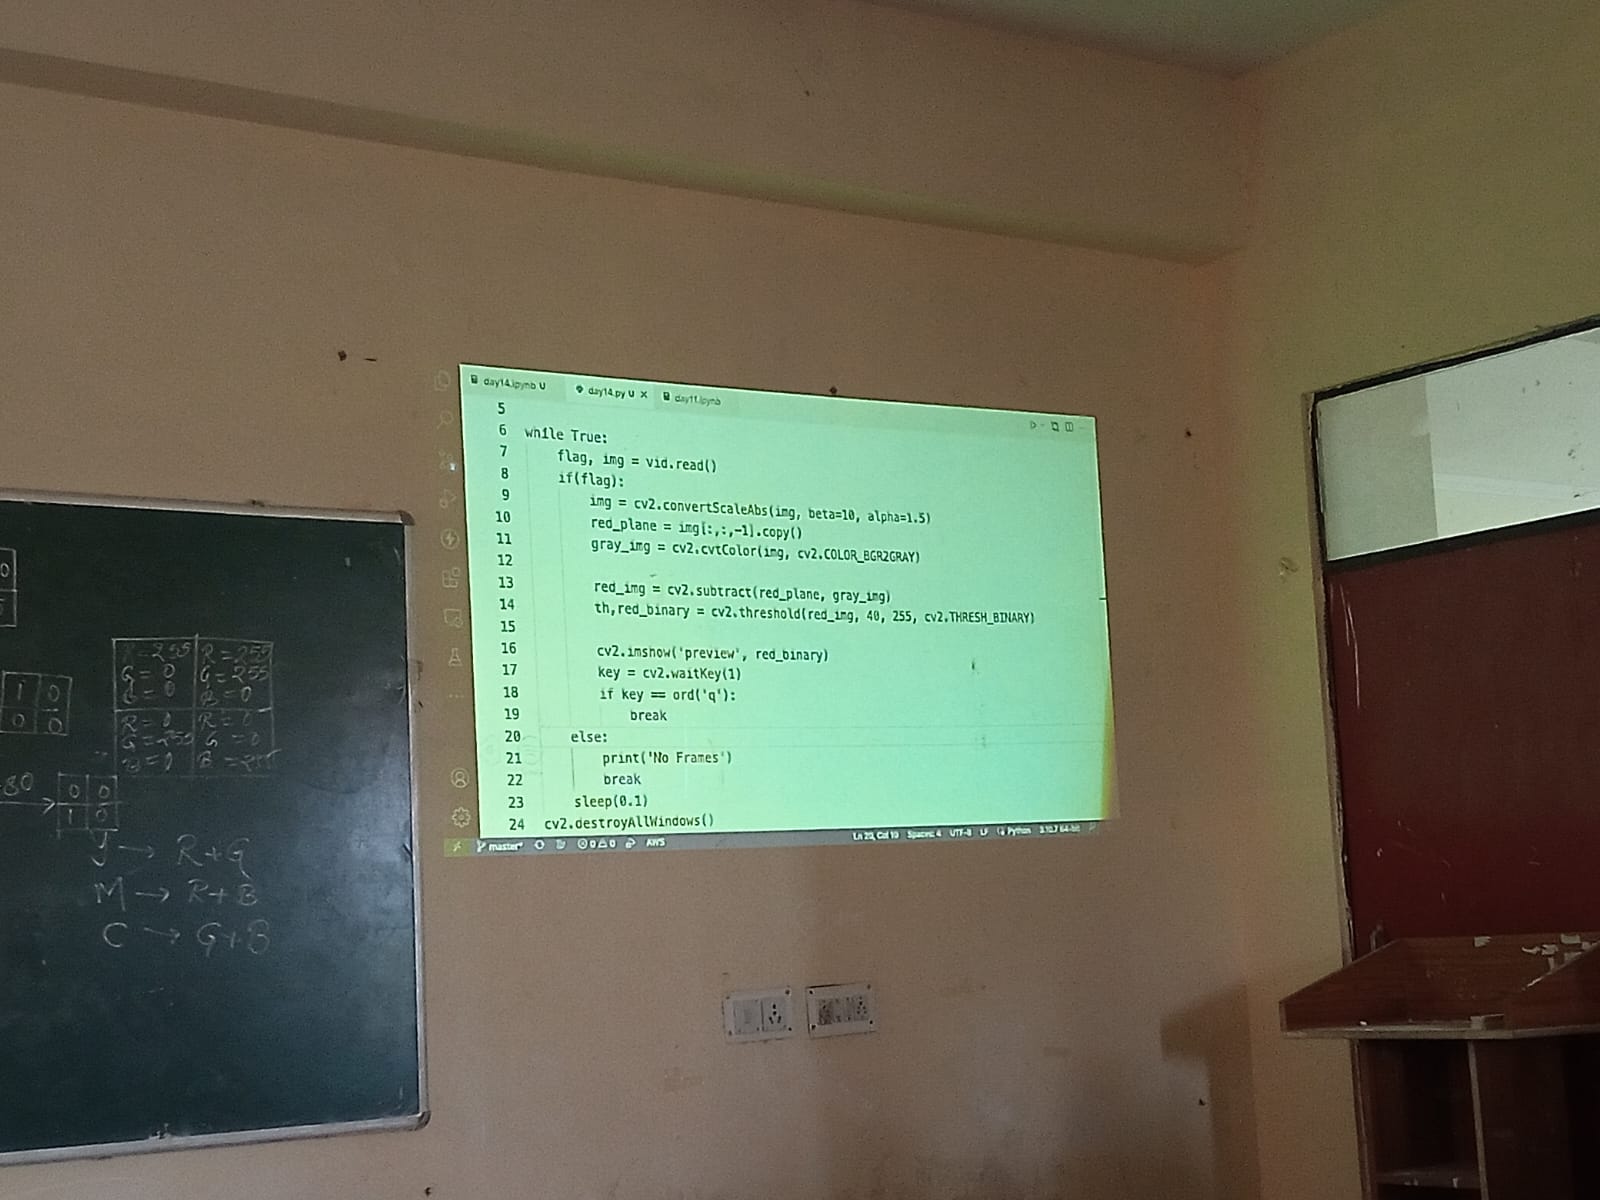 day14.ipynb U
day14.py U ×
day11.ipynb
5
6 while True:
7 flag, img = vid.read()
8 if(flag):
9 img = cv2.convertScaleAbs(img, beta=10, alpha=1.5)
10 red_plane = img[:,:,-1].copy()
11 gray_img = cv2.cvtColor(img, cv2.COLOR_BGR2GRAY)
12
13 red_img = cv2.subtract(red_plane, gray_img)
14 th,red_binary = cv2.threshold(red_img, 40, 255, cv2.THRESH_BINARY)
15
16 cv2.imshow('preview', red_binary)
17 key = cv2.waitKey(1)
18 if key == ord('q'):
19 break
20 else:
21 print('No Frames')
22 break
23 sleep(0.1)
24 cv2.destroyAllWindows()
master* 0 0 AWS Spaces: 4 UTF-8 LF Python 3.10.7 64-bit
0
R=255 R=255
G=0 G=255
B=0 B=0
1 0
0 0
R=0 R=0
G=255 G=0
B=0 B=255
80
0 0
1 0
Y → R+G
M → R+B
C → G+B